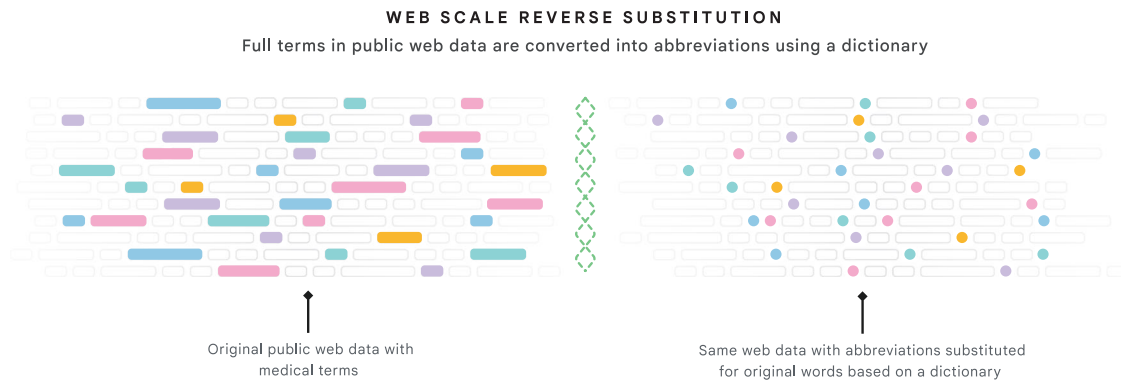 WEB SCALE REVERSE SUBSTITUTION
Full terms in public web data are converted into abbreviations using a dictionary
Original public web data with
medical terms
Same web data with abbreviations substituted
for original words based on a dictionary